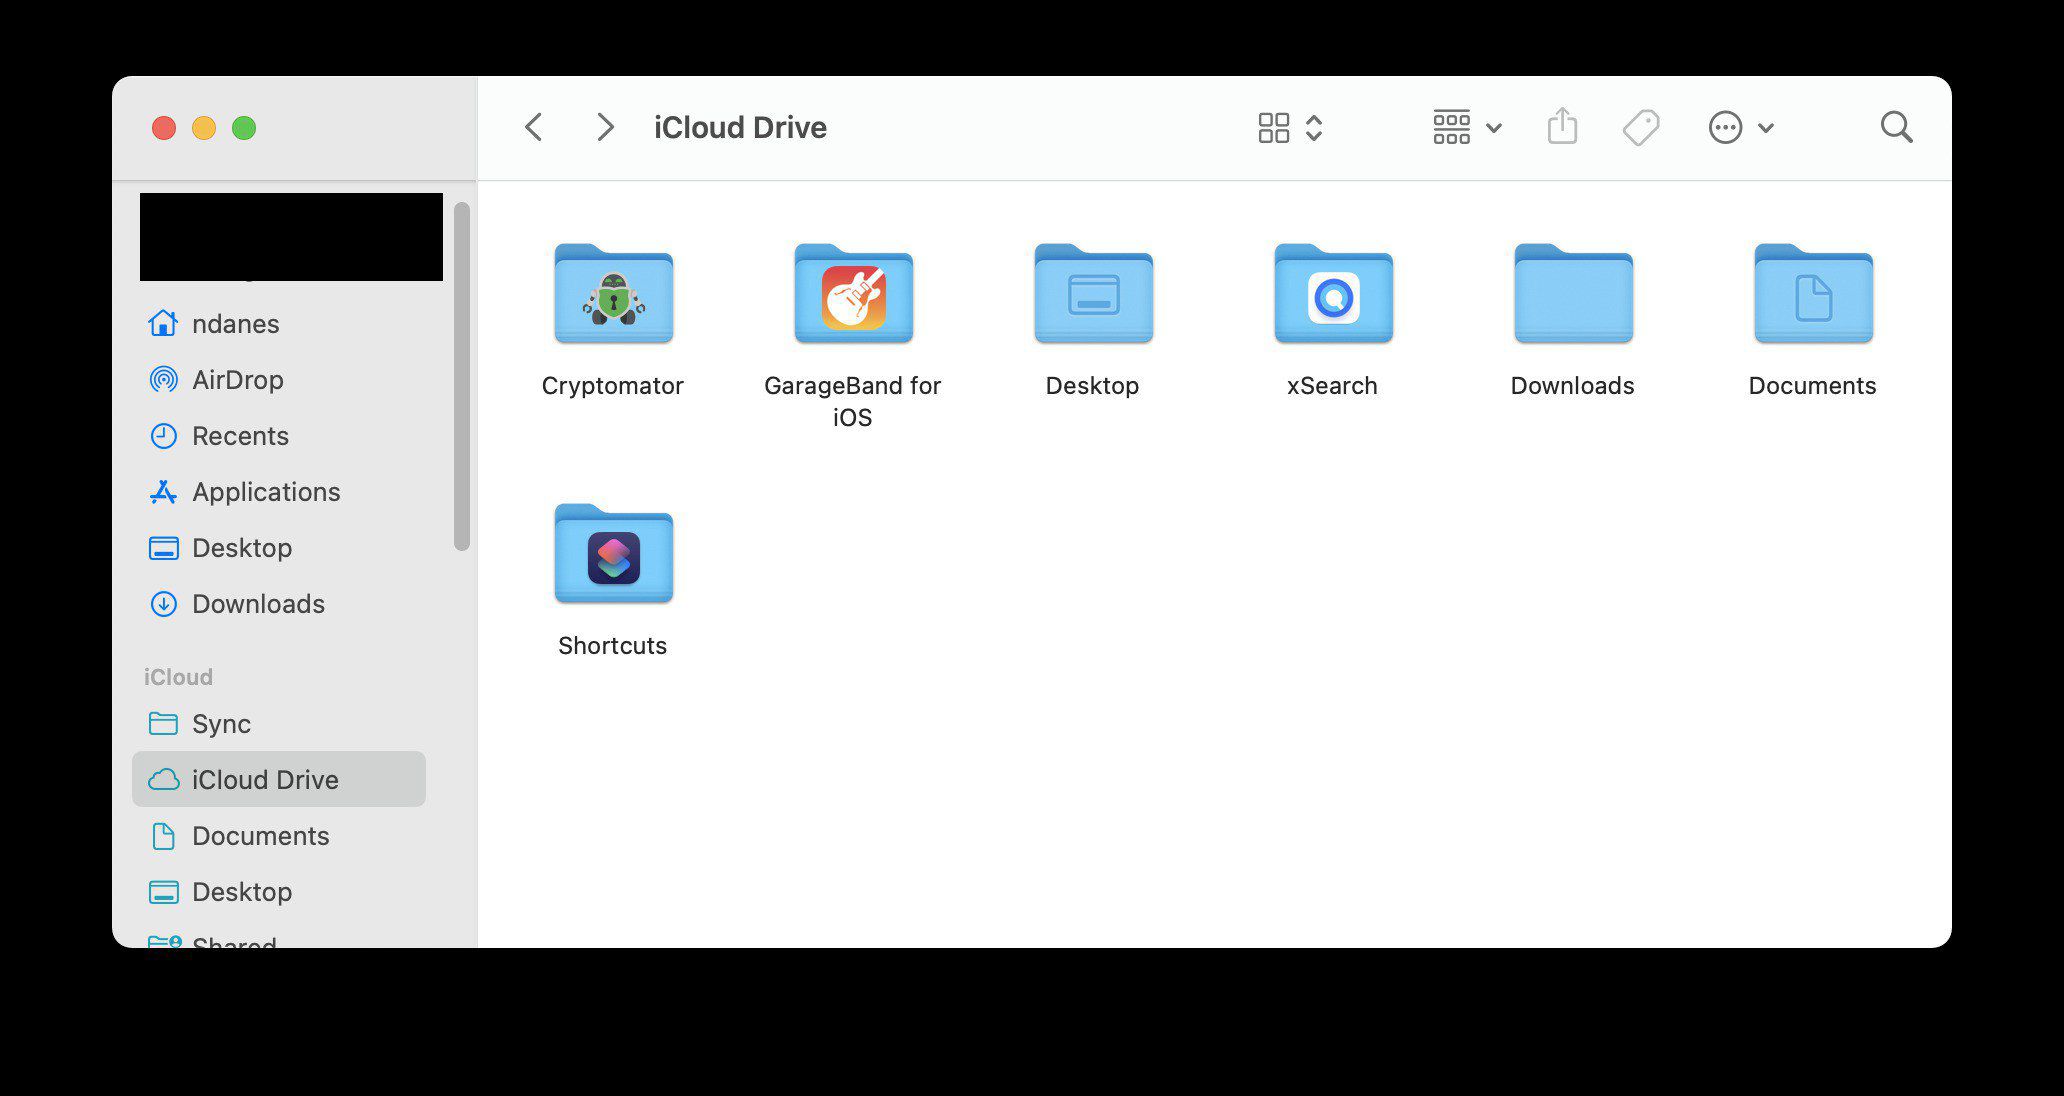 iCloud Drive
ndanes
AirDrop
Recents
Applications
Desktop
Downloads
iCloud
Sync
iCloud Drive
Documents
Desktop
Shared
Cryptomator
GarageBand for
iOS
Desktop
xSearch
Downloads
Documents
Shortcuts